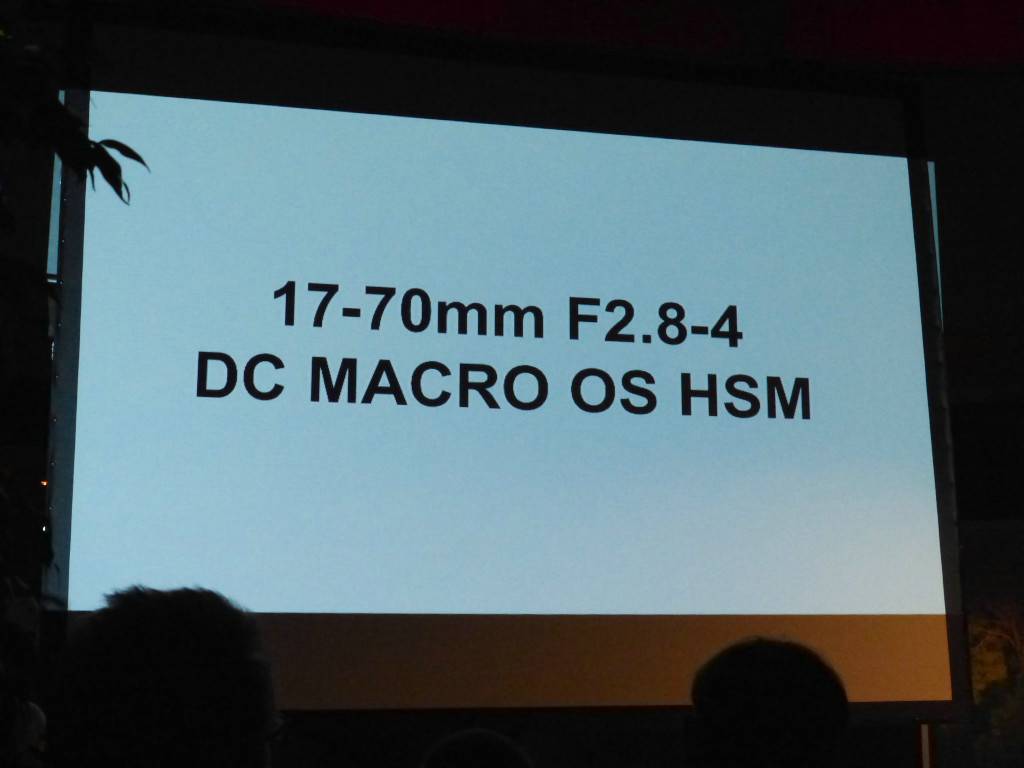 17-70mm F2.8-4
DC MACRO OS HSM